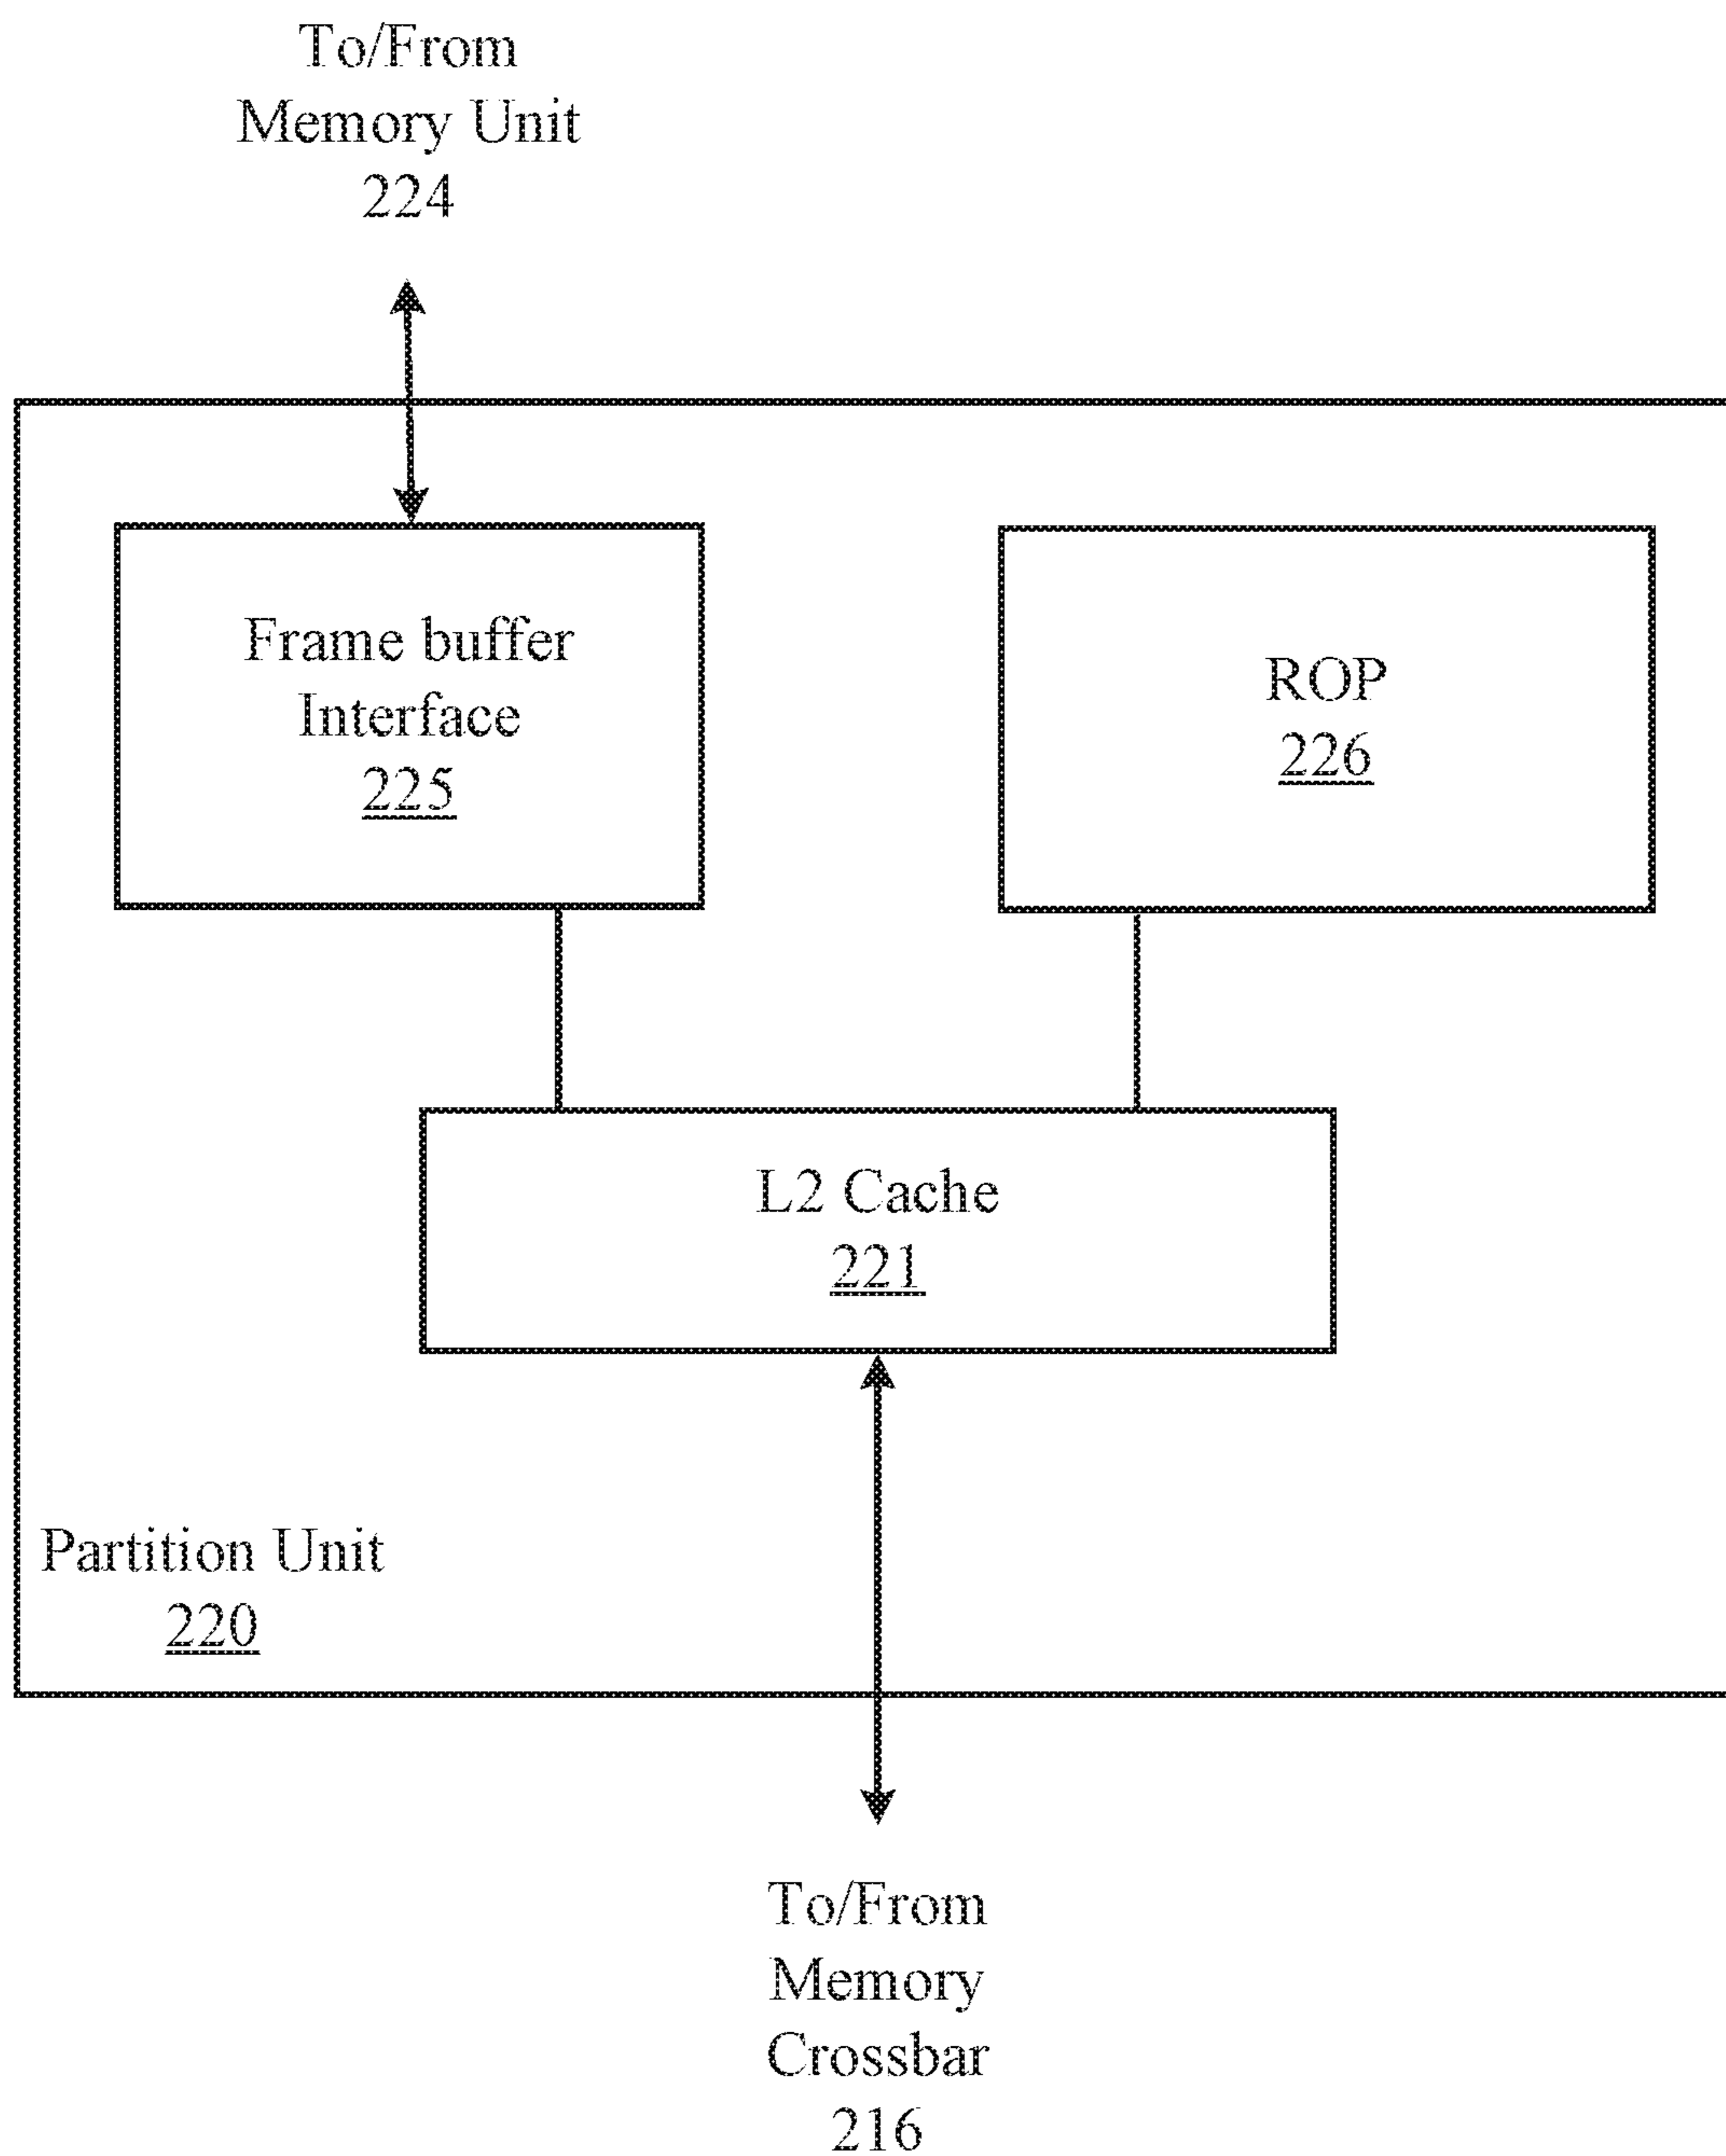 To/From
Memory Unit
224
Frame buffer
Interface
225
ROP
226
L2 Cache
221
Partition Unit
220
To/From
Memory
Crossbar
216